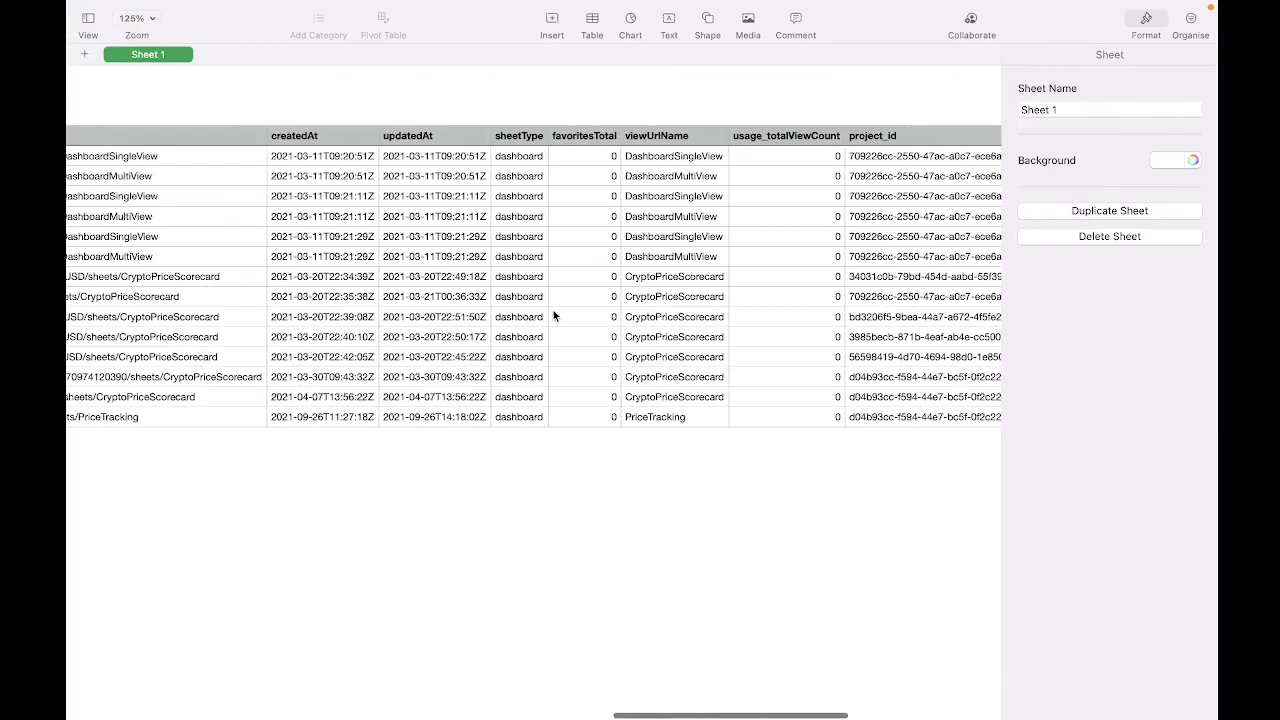 125%
View Zoom Add Category Pivot Table Insert Table Chart Text Shape Media Comment Collaborate Format Organise
+ Sheet 1 Sheet
Sheet Name
Sheet 1
Background
Duplicate Sheet
Delete Sheet
createdAt updatedAt sheetType favoritesTotal viewUrlName usage_totalViewCount project_id
DashboardSingleView 2021-03-11T09:20:51Z 2021-03-11T09:20:51Z dashboard 0 DashboardSingleView 0 709226cc-2550-47ac-a0c7-ece6a
DashboardMultiView 2021-03-11T09:20:51Z 2021-03-11T09:20:51Z dashboard 0 DashboardMultiView 0 709226cc-2550-47ac-a0c7-ece6a
DashboardSingleView 2021-03-11T09:21:11Z 2021-03-11T09:21:11Z dashboard 0 DashboardSingleView 0 709226cc-2550-47ac-a0c7-ece6a
DashboardMultiView 2021-03-11T09:21:11Z 2021-03-11T09:21:11Z dashboard 0 DashboardMultiView 0 709226cc-2550-47ac-a0c7-ece6a
DashboardSingleView 2021-03-11T09:21:29Z 2021-03-11T09:21:29Z dashboard 0 DashboardSingleView 0 709226cc-2550-47ac-a0c7-ece6a
DashboardMultiView 2021-03-11T09:21:29Z 2021-03-11T09:21:29Z dashboard 0 DashboardMultiView 0 709226cc-2550-47ac-a0c7-ece6a
USD/sheets/CryptoPriceScorecard 2021-03-20T22:34:39Z 2021-03-20T22:49:18Z dashboard 0 CryptoPriceScorecard 0 34031c0b-79bd-454d-aabd-55f39
ets/CryptoPriceScorecard 2021-03-20T22:35:38Z 2021-03-21T00:36:33Z dashboard 0 CryptoPriceScorecard 0 709226cc-2550-47ac-a0c7-ece6a
USD/sheets/CryptoPriceScorecard 2021-03-20T22:39:08Z 2021-03-20T22:51:50Z dashboard 0 CryptoPriceScorecard 0 bd3206f5-9bea-44a7-a672-4f5fe2
USD/sheets/CryptoPriceScorecard 2021-03-20T22:40:10Z 2021-03-20T22:50:17Z dashboard 0 CryptoPriceScorecard 0 3985becb-871b-4eaf-ab4e-cc500
USD/sheets/CryptoPriceScorecard 2021-03-20T22:42:05Z 2021-03-20T22:45:22Z dashboard 0 CryptoPriceScorecard 0 56598419-4d70-4694-98d0-1e850
70974120390/sheets/CryptoPriceScorecard 2021-03-30T09:43:32Z 2021-03-30T09:43:32Z dashboard 0 CryptoPriceScorecard 0 d04b93cc-f594-44e7-bc5f-0f2c22
sheets/CryptoPriceScorecard 2021-04-07T13:56:22Z 2021-04-07T13:56:22Z dashboard 0 CryptoPriceScorecard 0 d04b93cc-f594-44e7-bc5f-0f2c22
ts/PriceTracking 2021-09-26T11:27:18Z 2021-09-26T14:18:02Z dashboard 0 PriceTracking 0 d04b93cc-f594-44e7-bc5f-0f2c22